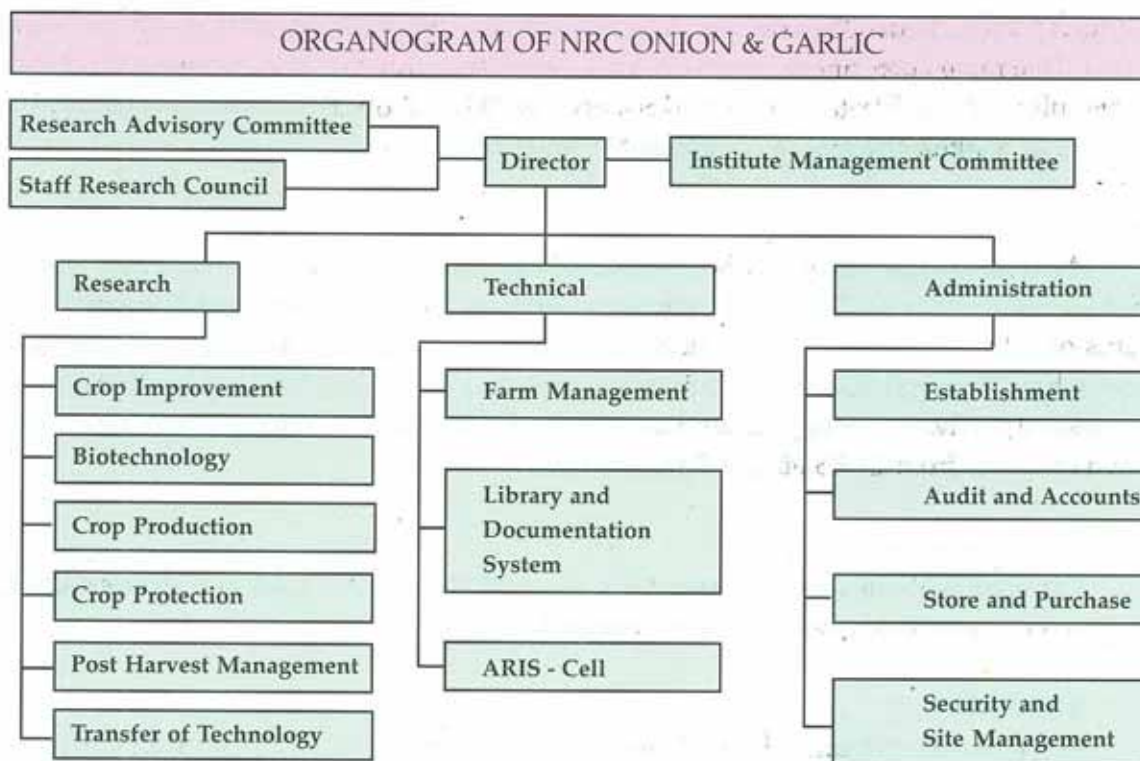 ORGANOGRAM OF NRC ONION & GARLIC
Research Advisory Committee
Staff Research Council
Director
Institute Management Committee
Research
Crop Improvement
Biotechnology
Crop Production
Crop Protection
Post Harvest Management
Transfer of Technology
Technical
Farm Management
Library and
Documentation
System
ARIS - Cell
Administration
Establishment
Audit and Accounts
Store and Purchase
Security and
Site Management